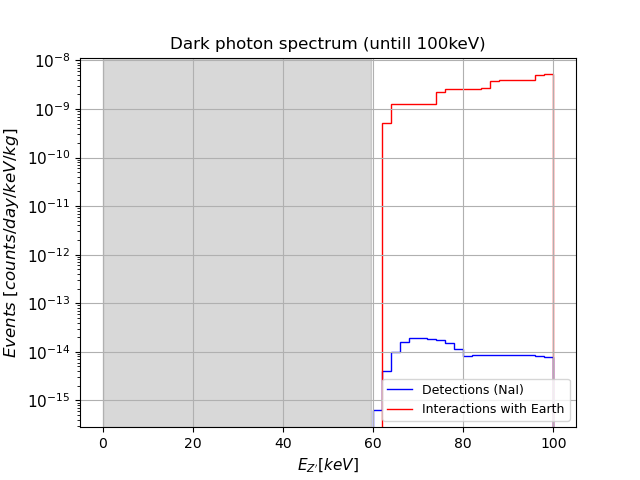 Dark photon spectrum (untill 100keV)
Events [counts/day/keV/kg]
10⁻⁸
10⁻⁹
10⁻¹⁰
10⁻¹¹
10⁻¹²
10⁻¹³
10⁻¹⁴
10⁻¹⁵
Detections (NaI)
Interactions with Earth
0 20 40 60 80 100
E_Z′[keV]